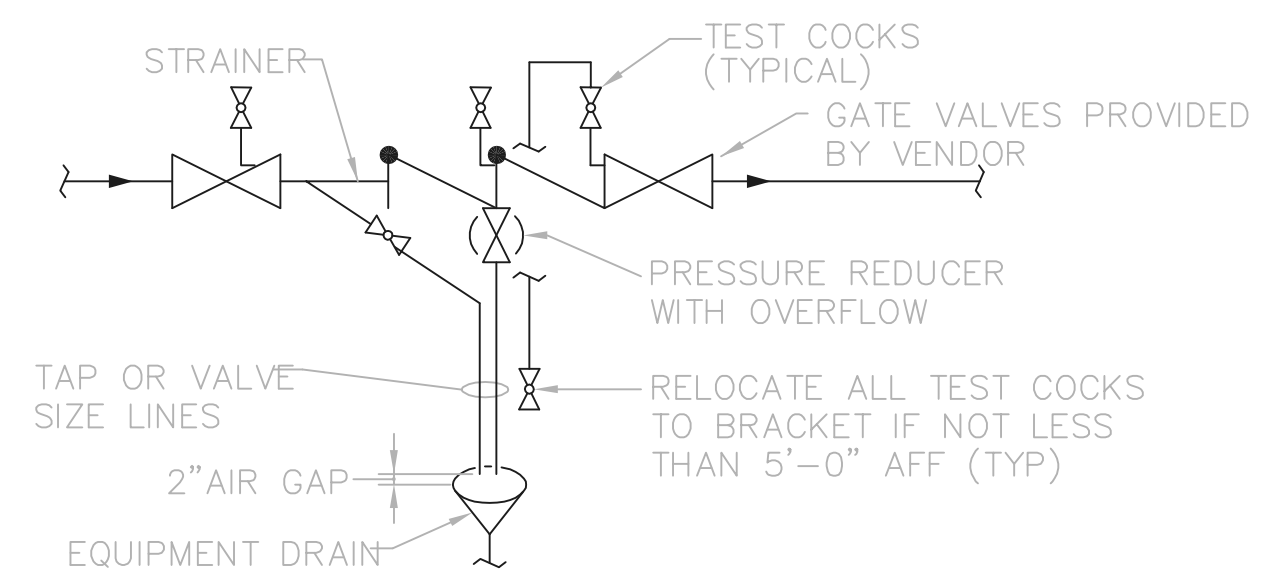 STRAINER
TEST COCKS
(TYPICAL)
GATE VALVES PROVIDED
BY VENDOR
PRESSURE REDUCER
WITH OVERFLOW
TAP OR VALVE
SIZE LINES
RELOCATE ALL TEST COCKS
TO BRACKET IF NOT LESS
THAN 5'-0" AFF (TYP)
2"AIR GAP
EQUIPMENT DRAIN